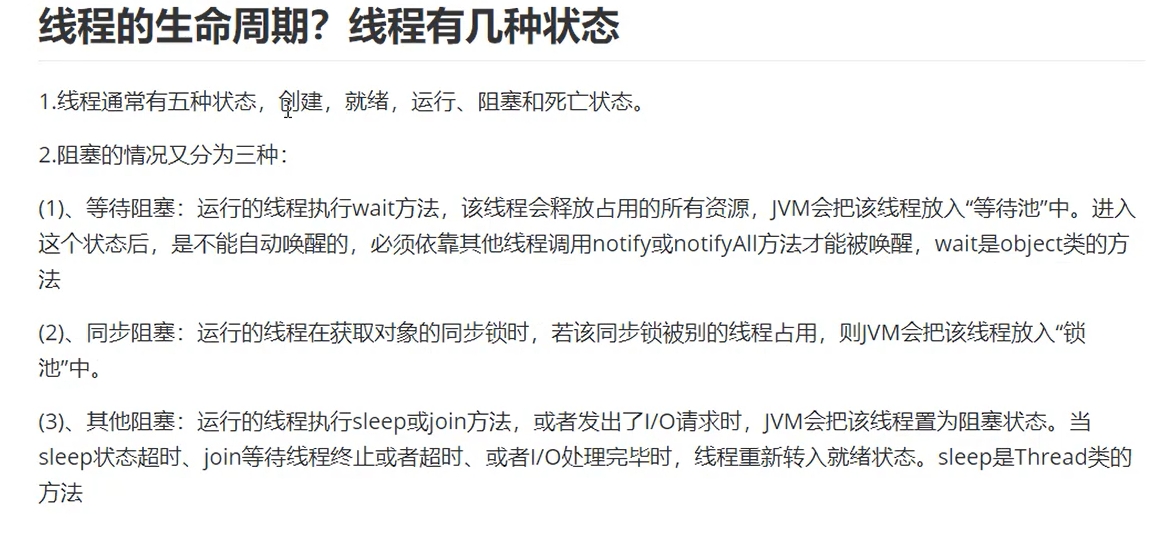 线程的生命周期？线程有几种状态
1.线程通常有五种状态，创建，就绪，运行、阻塞和死亡状态。
2.阻塞的情况又分为三种：
(1)、等待阻塞：运行的线程执行wait方法，该线程会释放占用的所有资源，JVM会把该线程放入“等待池”中。进入
这个状态后，是不能自动唤醒的，必须依靠其他线程调用notify或notifyAll方法才能被唤醒，wait是object类的方
法
(2)、同步阻塞：运行的线程在获取对象的同步锁时，若该同步锁被别的线程占用，则JVM会把该线程放入“锁
池”中。
(3)、其他阻塞：运行的线程执行sleep或join方法，或者发出了I/O请求时，JVM会把该线程置为阻塞状态。当
sleep状态超时、join等待线程终止或者超时、或者I/O处理完毕时，线程重新转入就绪状态。sleep是Thread类的
方法